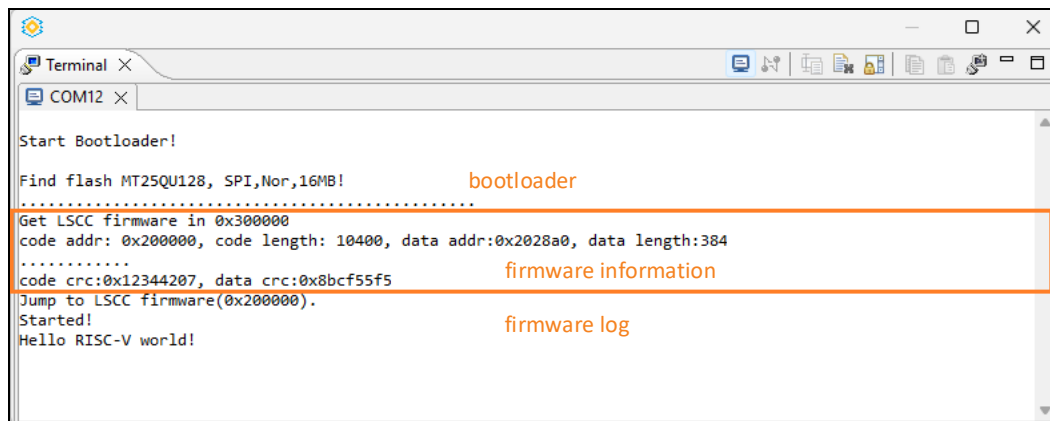 Terminal
COM12
Start Bootloader!
Find flash MT25QU128, SPI,Nor,16MB!
bootloader
..................................................
Get LSCC firmware in 0x300000
code addr: 0x200000, code length: 10400, data addr:0x2028a0, data length:384
............
firmware information
code crc:0x12344207, data crc:0x8bcf55f5
Jump to LSCC firmware(0x200000).
Started!
firmware log
Hello RISC-V world!